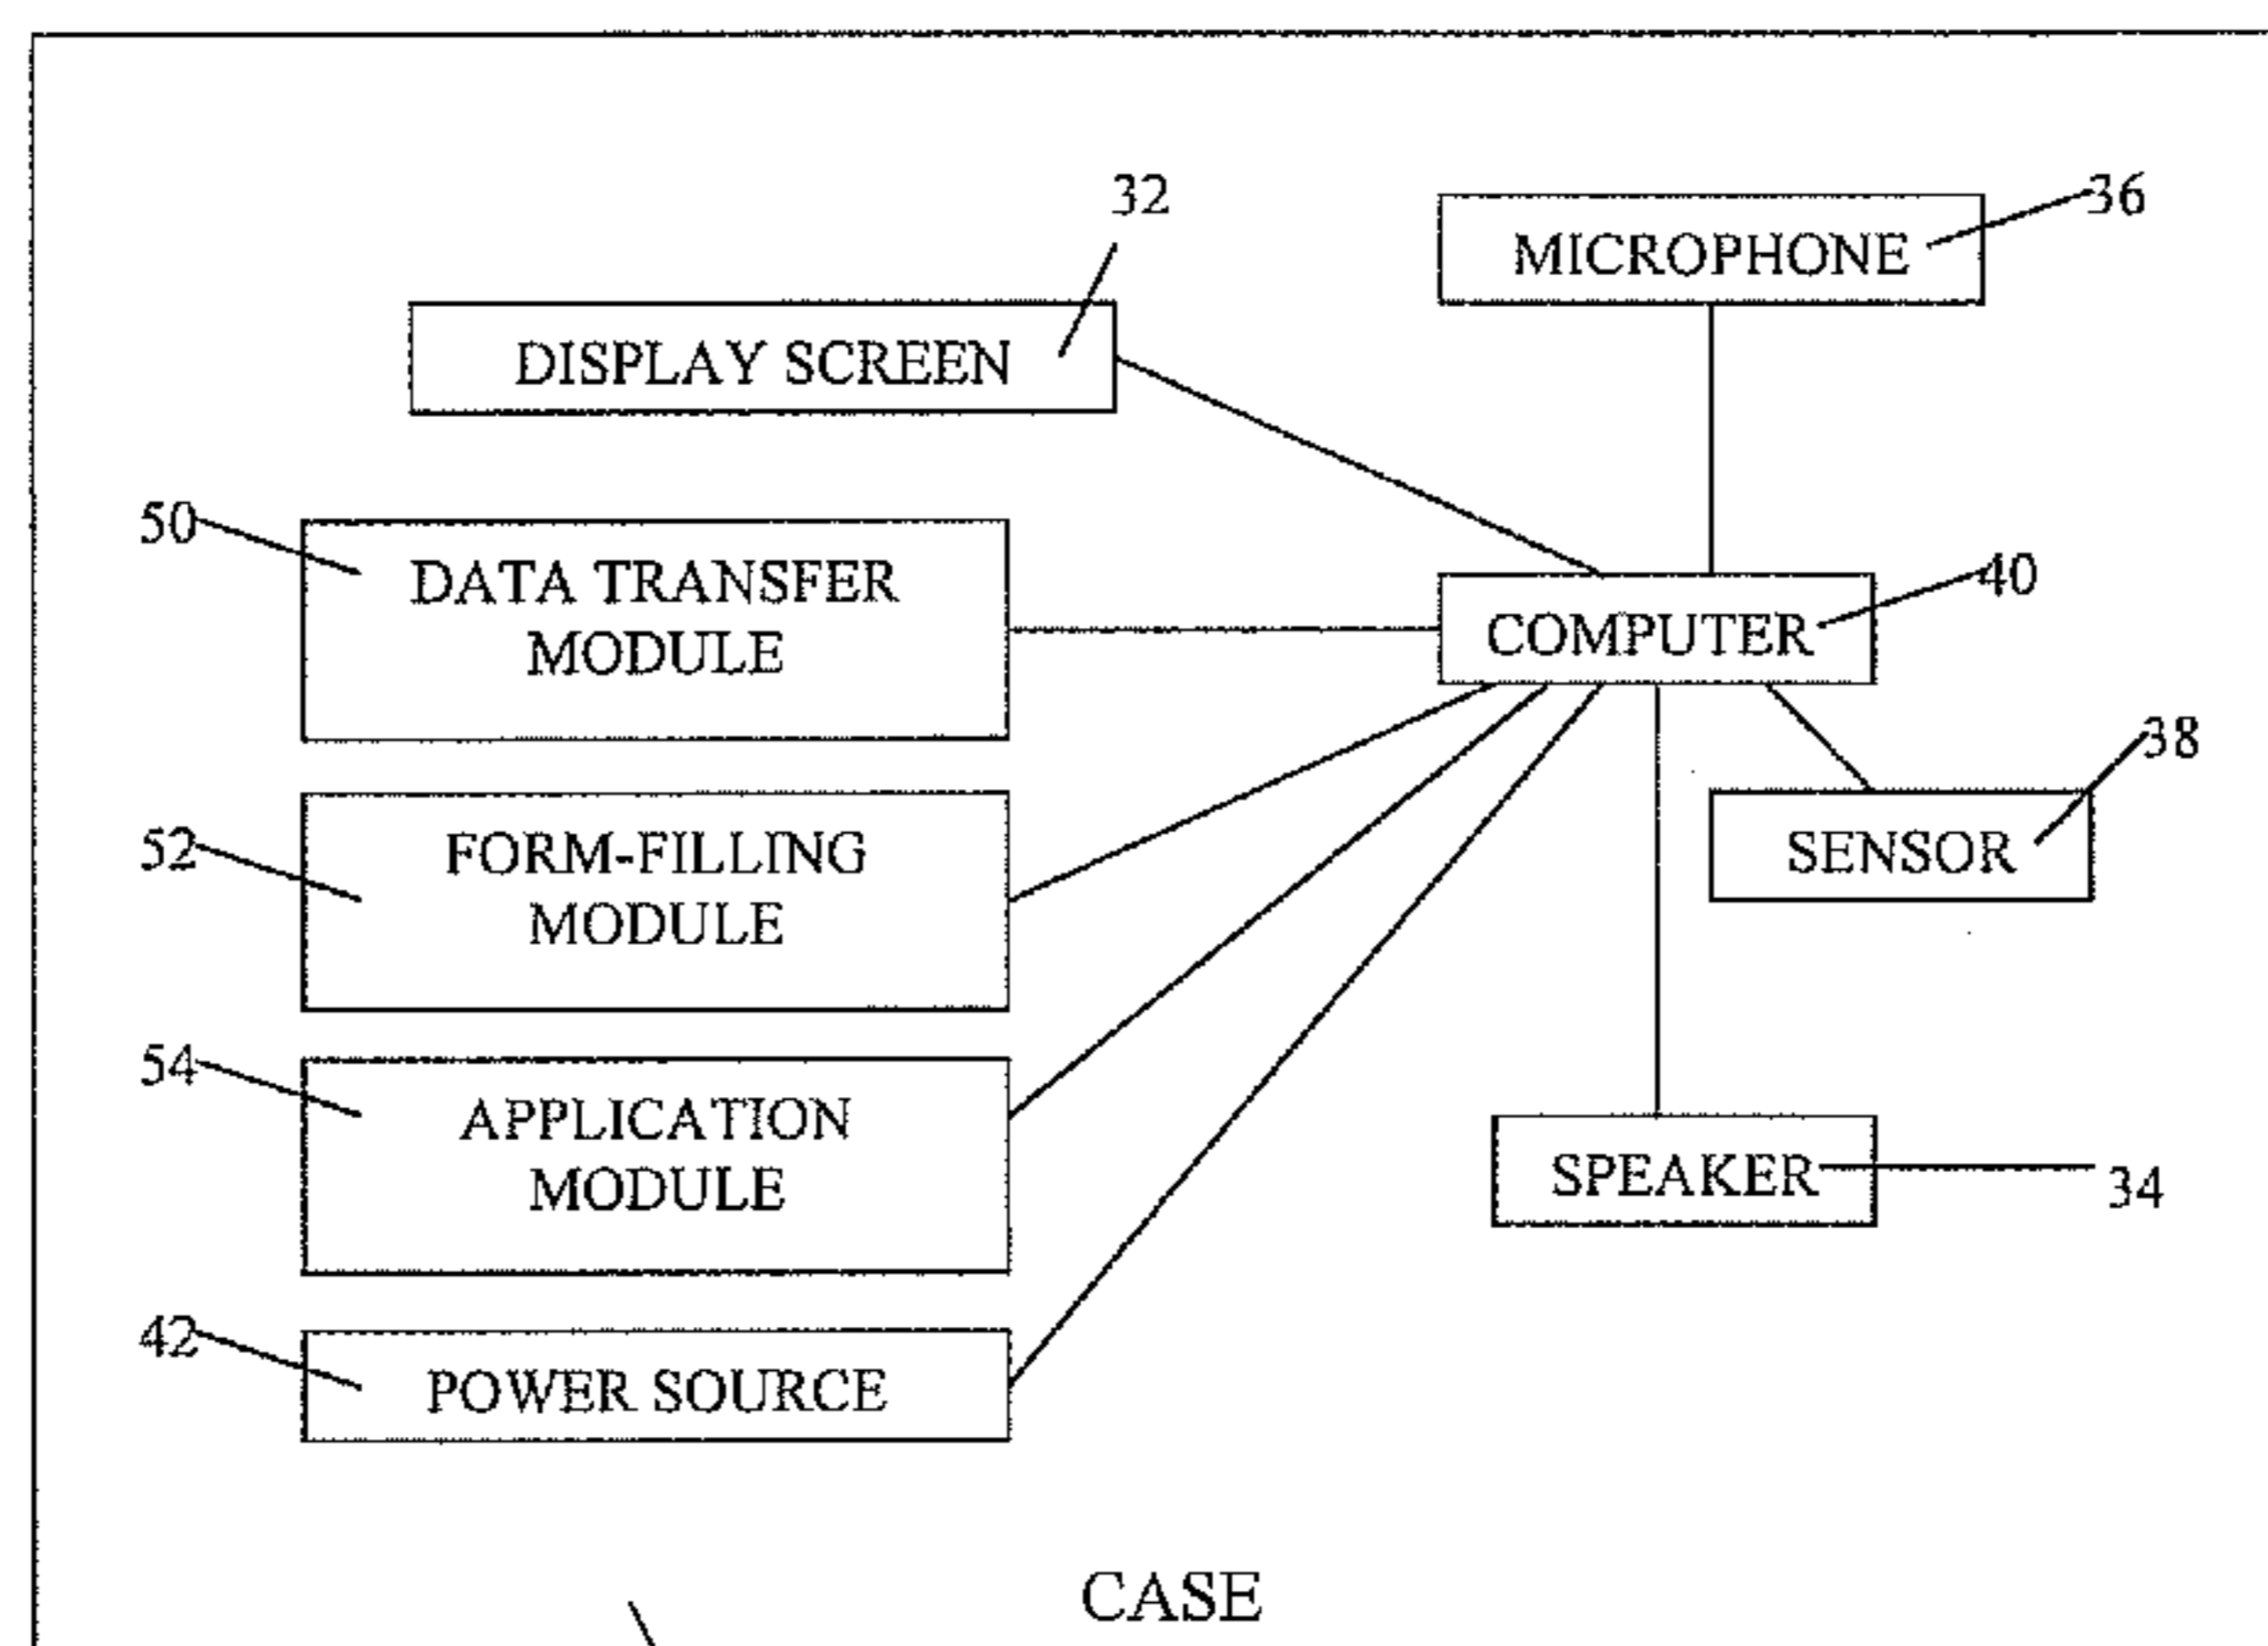 32
36
MICROPHONE
DISPLAY SCREEN
50
DATA TRANSFER
MODULE
40
COMPUTER
38
SENSOR
52
FORM-FILLING
MODULE
54
APPLICATION
MODULE
SPEAKER
34
42
POWER SOURCE
CASE